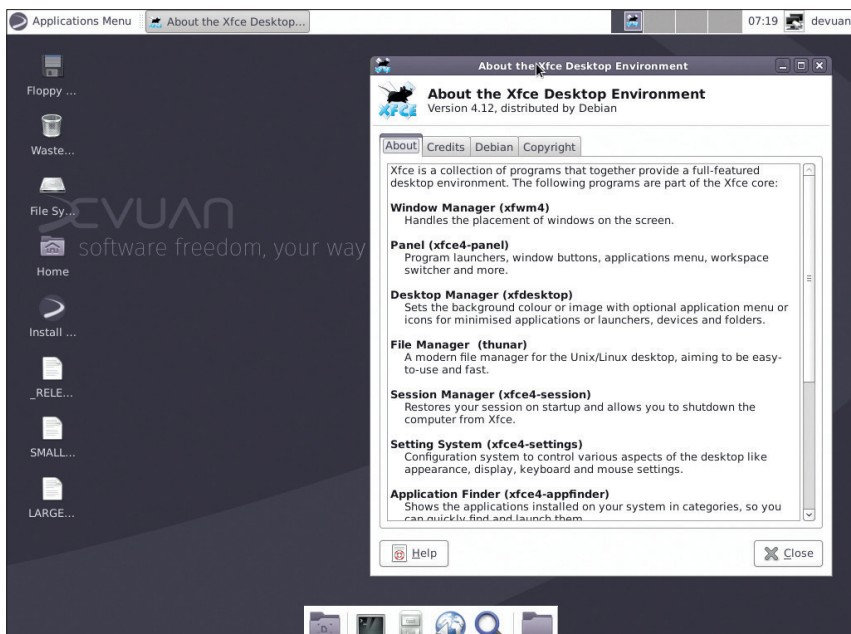 Applications Menu
About the Xfce Desktop...
07:19
devuan
Floppy ...
Waste...
File Sy...
Home
Install ...
_RELE...
SMALL...
LARGE...
DEVUAN
software freedom, your way
About the Xfce Desktop Environment
XFCE
About the Xfce Desktop Environment
Version 4.12, distributed by Debian
About
Credits
Debian
Copyright
Xfce is a collection of programs that together provide a full-featured
desktop environment. The following programs are part of the Xfce core:
Window Manager (xfwm4)
Handles the placement of windows on the screen.
Panel (xfce4-panel)
Program launchers, window buttons, applications menu, workspace
switcher and more.
Desktop Manager (xfdesktop)
Sets the background colour or image with optional application menu or
icons for minimised applications or launchers, devices and folders.
File Manager (thunar)
A modern file manager for the Unix/Linux desktop, aiming to be easy-
to-use and fast.
Session Manager (xfce4-session)
Restores your session on startup and allows you to shutdown the
computer from Xfce.
Setting System (xfce4-settings)
Configuration system to control various aspects of the desktop like
appearance, display, keyboard and mouse settings.
Application Finder (xfce4-appfinder)
Shows the applications installed on your system in categories, so you
can quickly find and launch them.
Help
Close